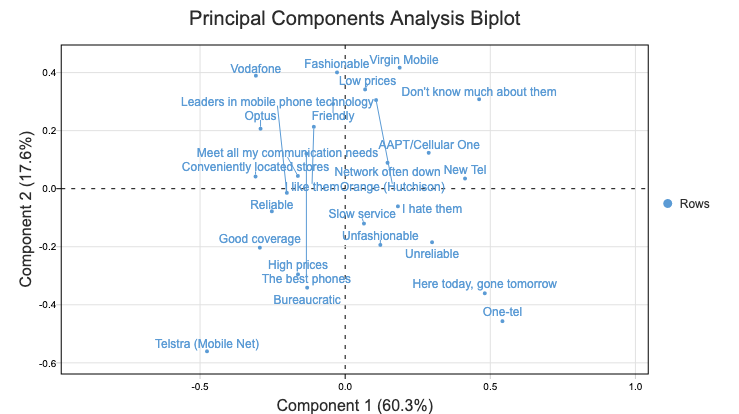 Principal Components Analysis Biplot
Fashionable
Virgin Mobile
Vodafone
Low prices
Don't know much about them
Leaders in mobile phone technology
Optus
Friendly
AAPT/Cellular One
Meet all my communication needs
Conveniently located stores
Network often down
New Tel
I like them
Orange (Hutchison)
Reliable
Slow service
I hate them
Good coverage
Unfashionable
Unreliable
High prices
The best phones
Here today, gone tomorrow
Bureaucratic
One-tel
Telstra (Mobile Net)
0.4
0.2
0.0
-0.2
-0.4
-0.6
-0.5
0.0
0.5
1.0
Component 2 (17.6%)
Component 1 (60.3%)
Rows